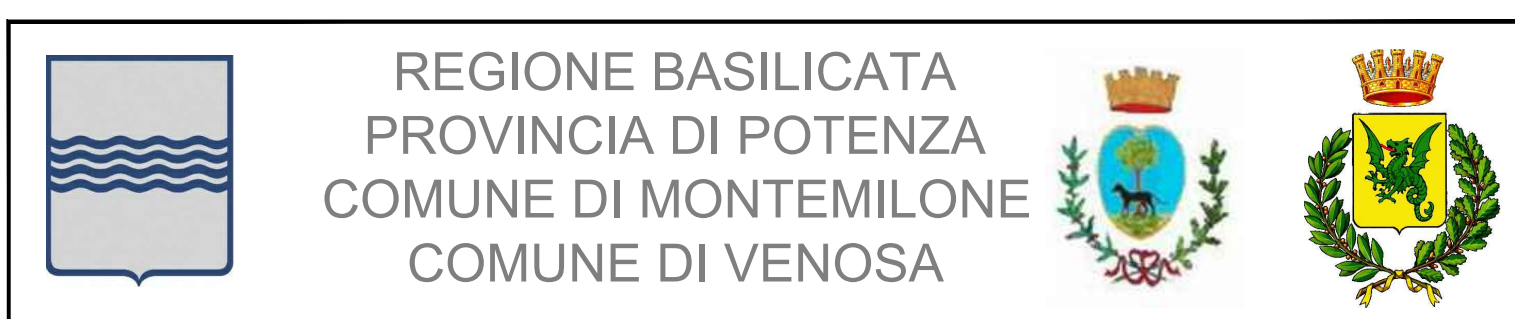 REGIONE BASILICATA
PROVINCIA DI POTENZA
COMUNE DI MONTEMILONE
COMUNE DI VENOSA